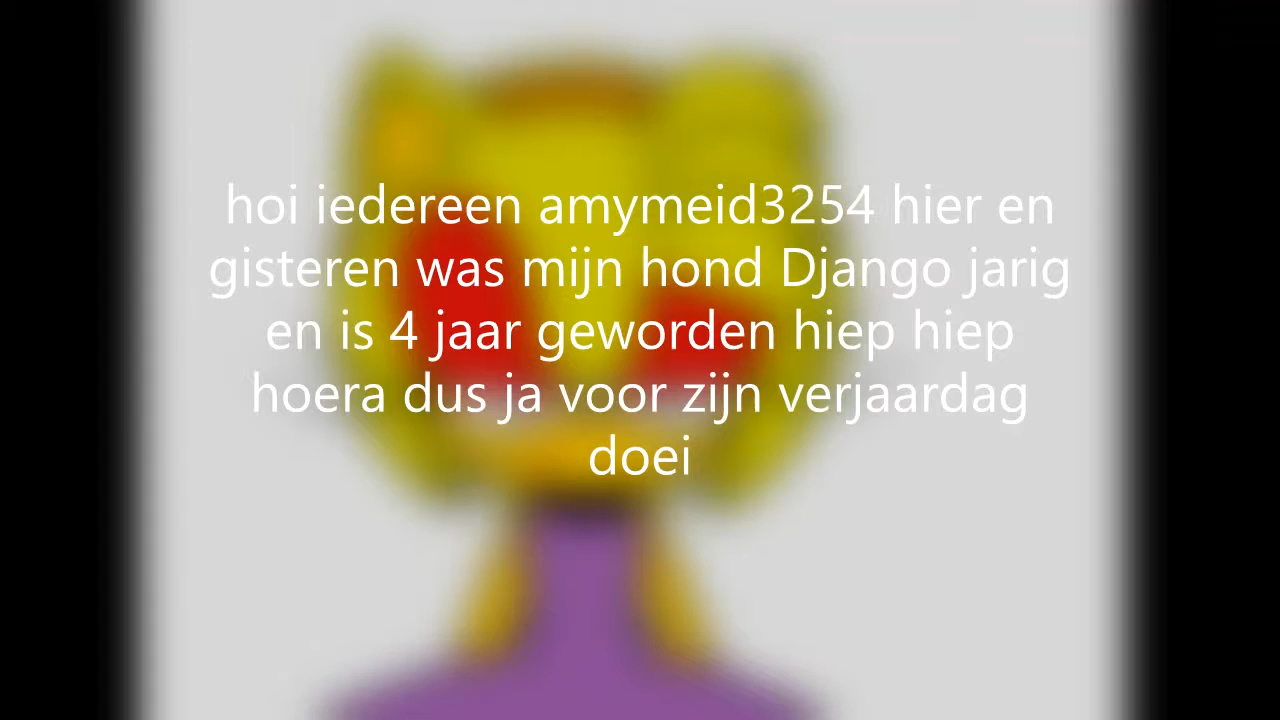 hoi iedereen amymeid3254 hier en
gisteren was mijn hond Django jarig
en is 4 jaar geworden hiep hiep
hoera dus ja voor zijn verjaardag
doei